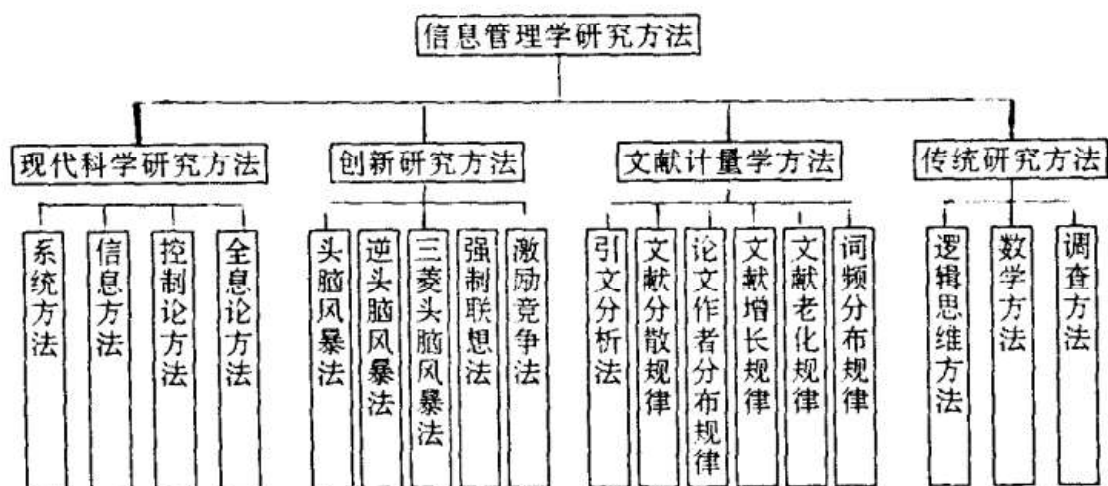 信息管理学研究方法
现代科学研究方法
创新研究方法
文献计量学方法
传统研究方法
系统方法
信息方法
控制论方法
全息论方法
头脑风暴法
逆头脑风暴法
三菱头脑风暴法
强制联想法
激励竞争法
引文分析法
文献分散规律
论文作者分布规律
文献增长规律
文献老化规律
词频分布规律
逻辑思维方法
数学方法
调查方法